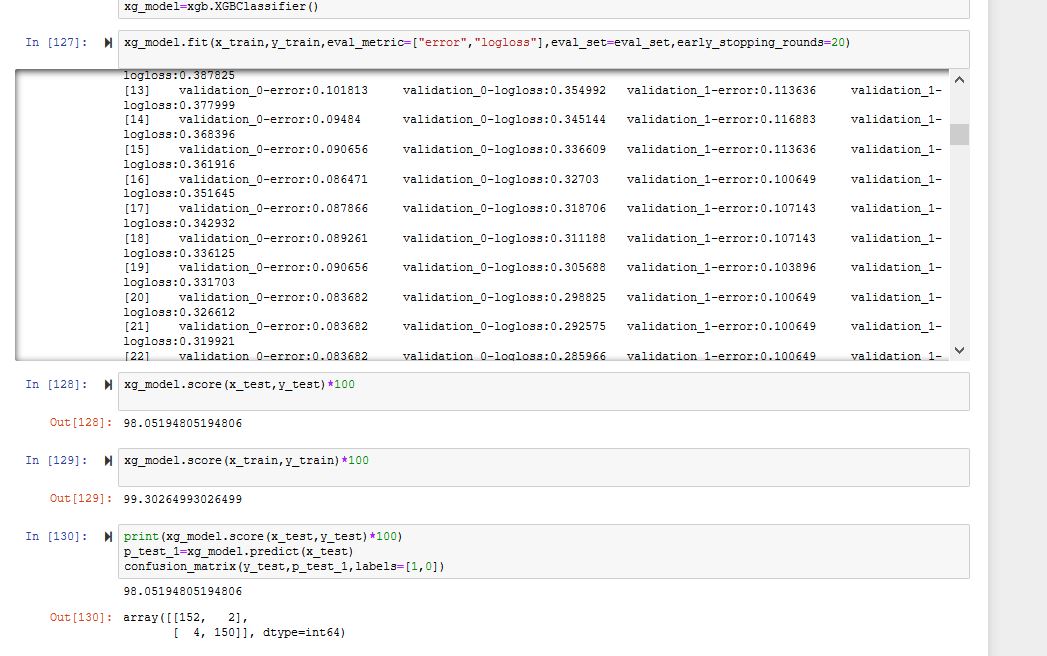 xg_model=xgb.XGBClassifier()
In [127]: xg_model.fit(x_train,y_train,eval_metric=["error","logloss"],eval_set=eval_set,early_stopping_rounds=20)
logloss:0.387825
[13] validation_0-error:0.101813 validation_0-logloss:0.354992 validation_1-error:0.113636 validation_1-
logloss:0.377999
[14] validation_0-error:0.09484 validation_0-logloss:0.345144 validation_1-error:0.116883 validation_1-
logloss:0.368396
[15] validation_0-error:0.090656 validation_0-logloss:0.336609 validation_1-error:0.113636 validation_1-
logloss:0.361916
[16] validation_0-error:0.086471 validation_0-logloss:0.32703 validation_1-error:0.100649 validation_1-
logloss:0.351645
[17] validation_0-error:0.087866 validation_0-logloss:0.318706 validation_1-error:0.107143 validation_1-
logloss:0.342932
[18] validation_0-error:0.089261 validation_0-logloss:0.311188 validation_1-error:0.107143 validation_1-
logloss:0.336125
[19] validation_0-error:0.090656 validation_0-logloss:0.305688 validation_1-error:0.103896 validation_1-
logloss:0.331703
[20] validation_0-error:0.083682 validation_0-logloss:0.298825 validation_1-error:0.100649 validation_1-
logloss:0.326612
[21] validation_0-error:0.083682 validation_0-logloss:0.292575 validation_1-error:0.100649 validation_1-
logloss:0.319921
[22] validation_0-error:0.083682 validation_0-logloss:0.285966 validation_1-error:0.100649 validation_1-
In [128]: xg_model.score(x_test,y_test)*100
Out[128]: 98.05194805194806
In [129]: xg_model.score(x_train,y_train)*100
Out[129]: 99.30264993026499
In [130]: print(xg_model.score(x_test,y_test)*100)
p_test_1=xg_model.predict(x_test)
confusion_matrix(y_test,p_test_1,labels=[1,0])
98.05194805194806
Out[130]: array([[152, 2],
[ 4, 150]], dtype=int64)